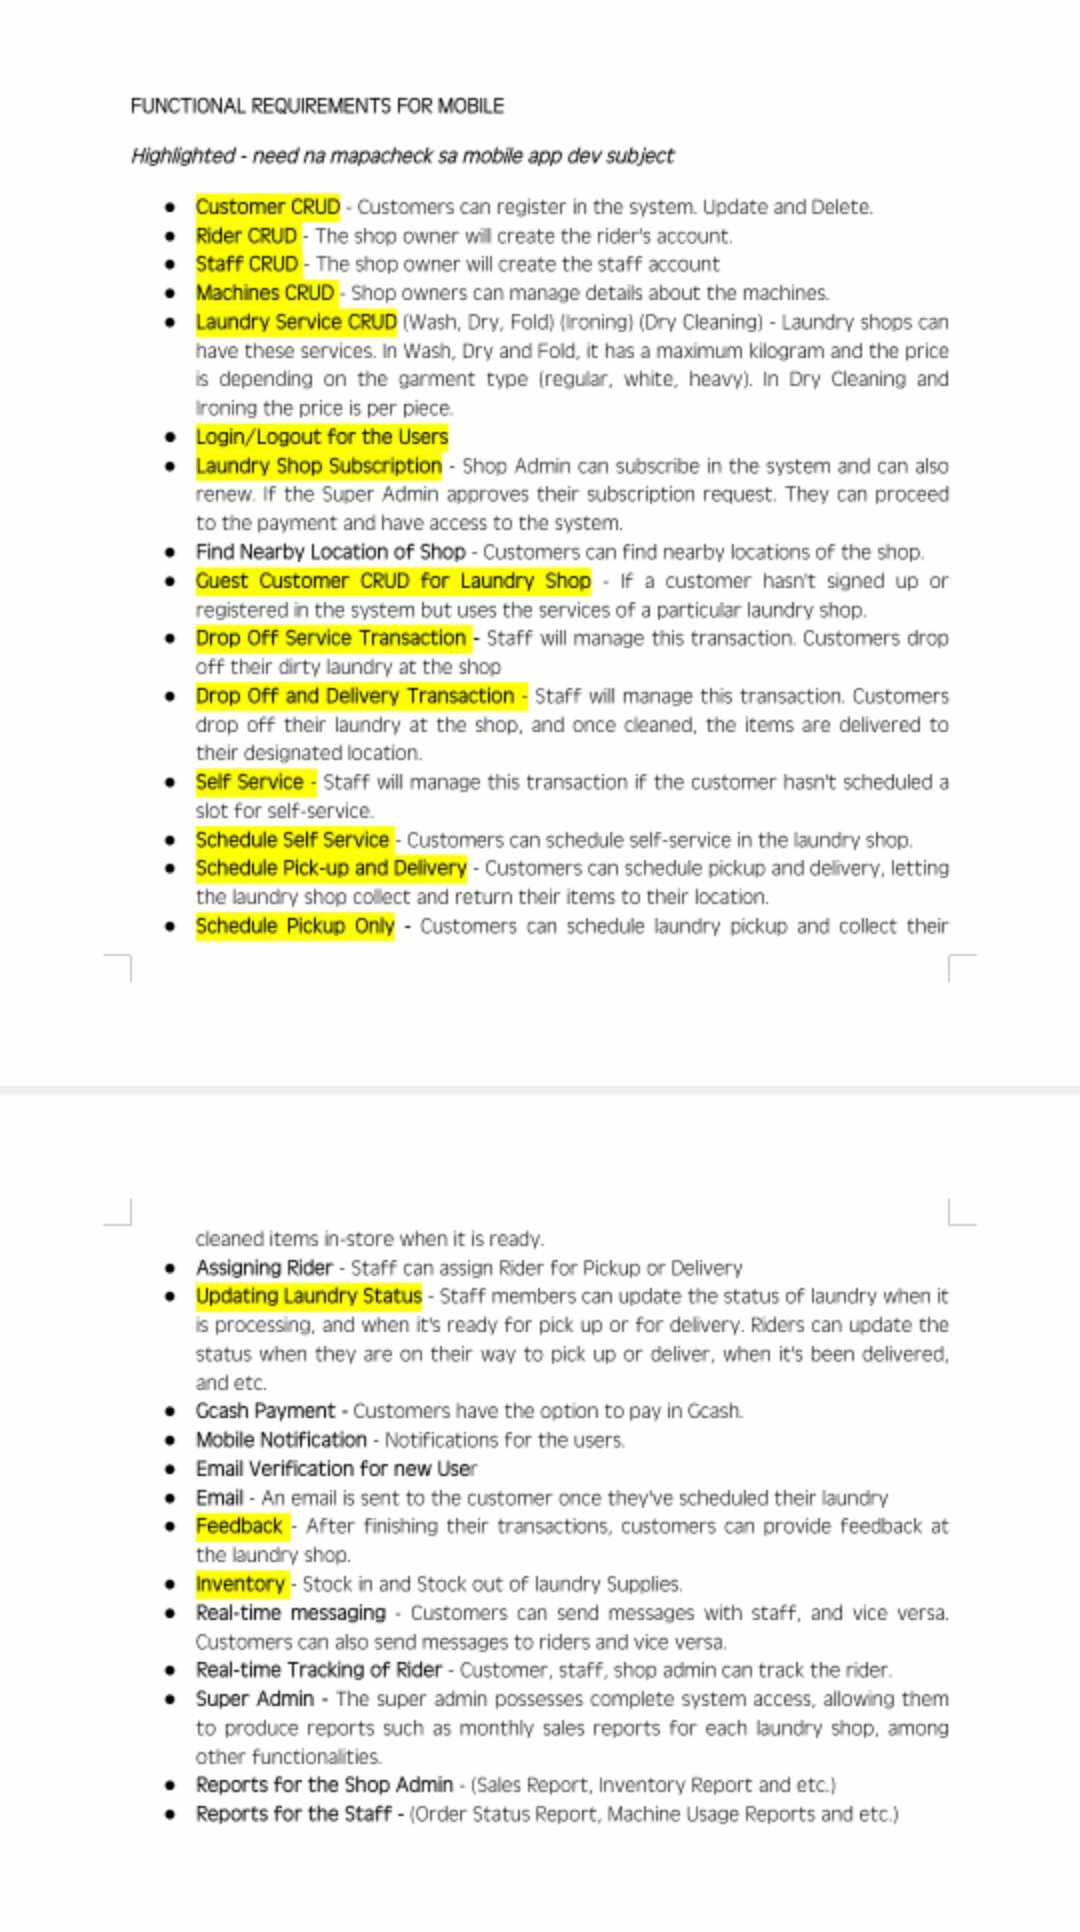 FUNCTIONAL REQUIREMENTS FOR MOBILE
Highlighted - need na mapacheck sa mobile app dev subject
● Customer CRUD - Customers can register in the system. Update and Delete.
● Rider CRUD - The shop owner will create the rider's account.
● Staff CRUD - The shop owner will create the staff account
● Machines CRUD - Shop owners can manage details about the machines.
● Laundry Service CRUD (Wash, Dry, Fold) (Ironing) (Dry Cleaning) - Laundry shops can
have these services. In Wash, Dry and Fold, it has a maximum kilogram and the price
is depending on the garment type (regular, white, heavy). In Dry Cleaning and
Ironing the price is per piece.
● Login/Logout for the Users
● Laundry Shop Subscription - Shop Admin can subscribe in the system and can also
renew. If the Super Admin approves their subscription request. They can proceed
to the payment and have access to the system.
● Find Nearby Location of Shop - Customers can find nearby locations of the shop.
● Guest Customer CRUD for Laundry Shop - If a customer hasn't signed up or
registered in the system but uses the services of a particular laundry shop.
● Drop Off Service Transaction - Staff will manage this transaction. Customers drop
off their dirty laundry at the shop
● Drop Off and Delivery Transaction - Staff will manage this transaction. Customers
drop off their laundry at the shop, and once cleaned, the items are delivered to
their designated location.
● Self Service - Staff will manage this transaction if the customer hasn't scheduled a
slot for self-service.
● Schedule Self Service - Customers can schedule self-service in the laundry shop.
● Schedule Pick-up and Delivery - Customers can schedule pickup and delivery, letting
the laundry shop collect and return their items to their location.
● Schedule Pickup Only - Customers can schedule laundry pickup and collect their
cleaned items in-store when it is ready.
● Assigning Rider - Staff can assign Rider for Pickup or Delivery
● Updating Laundry Status - Staff members can update the status of laundry when it
is processing, and when it's ready for pick up or for delivery. Riders can update the
status when they are on their way to pick up or deliver, when it's been delivered,
and etc.
● Gcash Payment - Customers have the option to pay in Gcash.
● Mobile Notification - Notifications for the users.
● Email Verification for new User
● Email - An email is sent to the customer once they've scheduled their laundry
● Feedback - After finishing their transactions, customers can provide feedback at
the laundry shop.
● Inventory - Stock in and Stock out of laundry Supplies.
● Real-time messaging - Customers can send messages with staff, and vice versa.
Customers can also send messages to riders and vice versa.
● Real-time Tracking of Rider - Customer, staff, shop admin can track the rider.
● Super Admin - The super admin possesses complete system access, allowing them
to produce reports such as monthly sales reports for each laundry shop, among
other functionalities.
● Reports for the Shop Admin - (Sales Report, Inventory Report and etc.)
● Reports for the Staff - (Order Status Report, Machine Usage Reports and etc.)